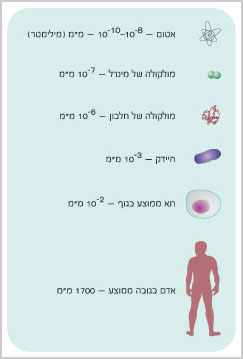 אטום – 10⁻⁸–10⁻¹⁰ – מ"מ (מילימטר)
מולקולה של מינרל – 10⁻⁷ מ"מ
מולקולה של חלבון – 10⁻⁶ מ"מ
חיידק – 10⁻³ מ"מ
תא ממוצע בגוף – 10⁻² מ"מ
אדם בגובה ממוצע – 1700 מ"מ